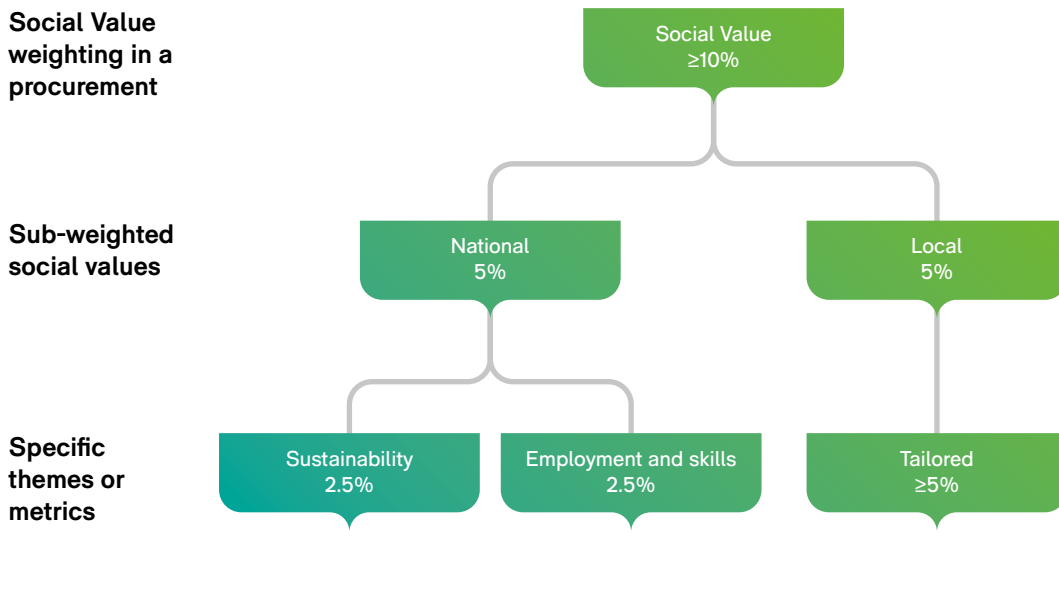 Social Value
weighting in a
procurement
Social Value
≥10%
Sub-weighted
social values
National
5%
Local
5%
Specific
themes or
metrics
Sustainability
2.5%
Employment and skills
2.5%
Tailored
≥5%